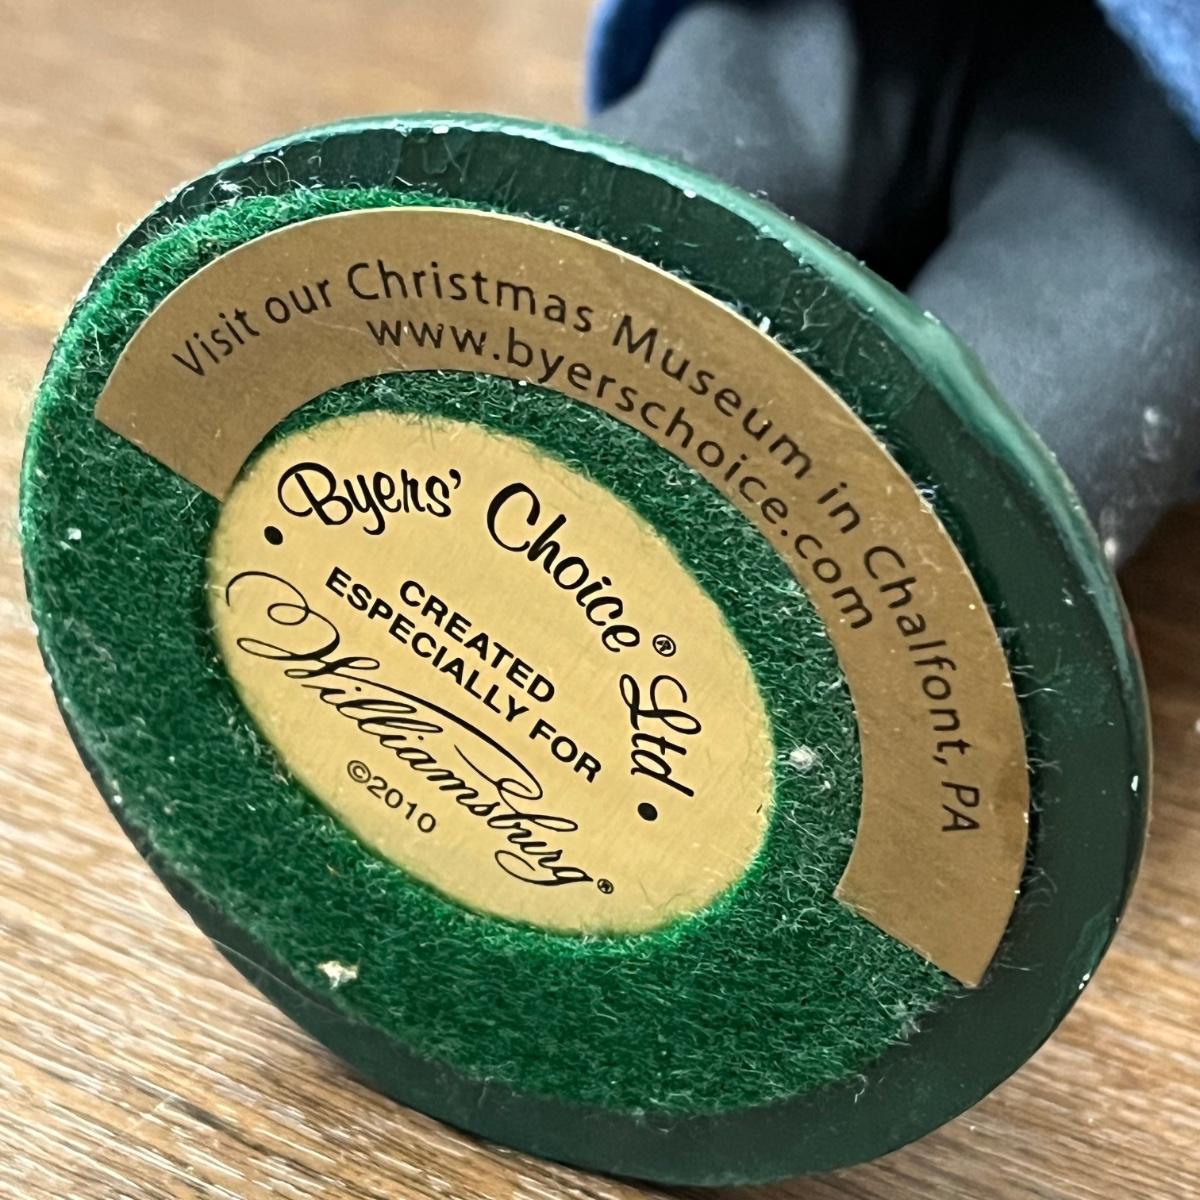 Visit our Christmas Museum in Chalfont, PA
www.byerschoice.com
Byers' Choice® Ltd
• CREATED •
ESPECIALLY FOR
Williamsburg®
©2010